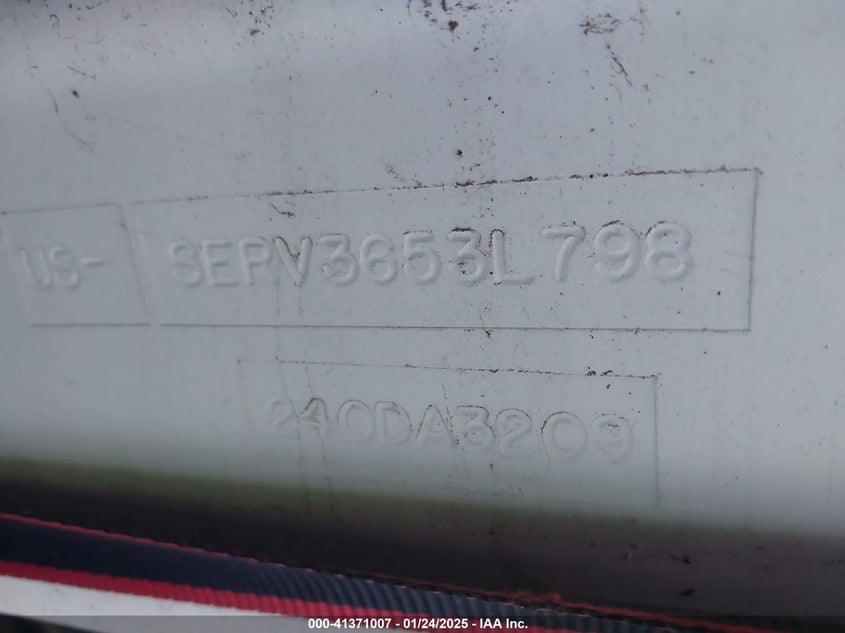 US- SERV3653L798
240DA3209
000-41371007 - 01/24/2025 - IAA Inc.